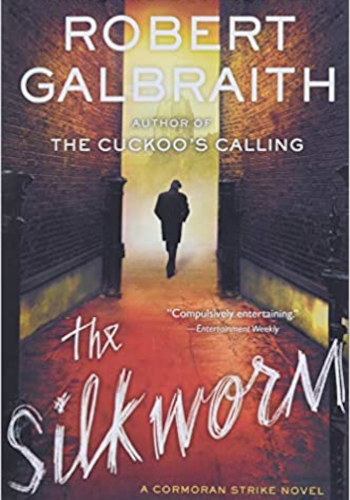 ROBERT
GALBRAITH
AUTHOR OF
THE CUCKOO'S CALLING
"Compulsively entertaining."
—Entertainment Weekly
the
Silkworm
A CORMORAN STRIKE NOVEL